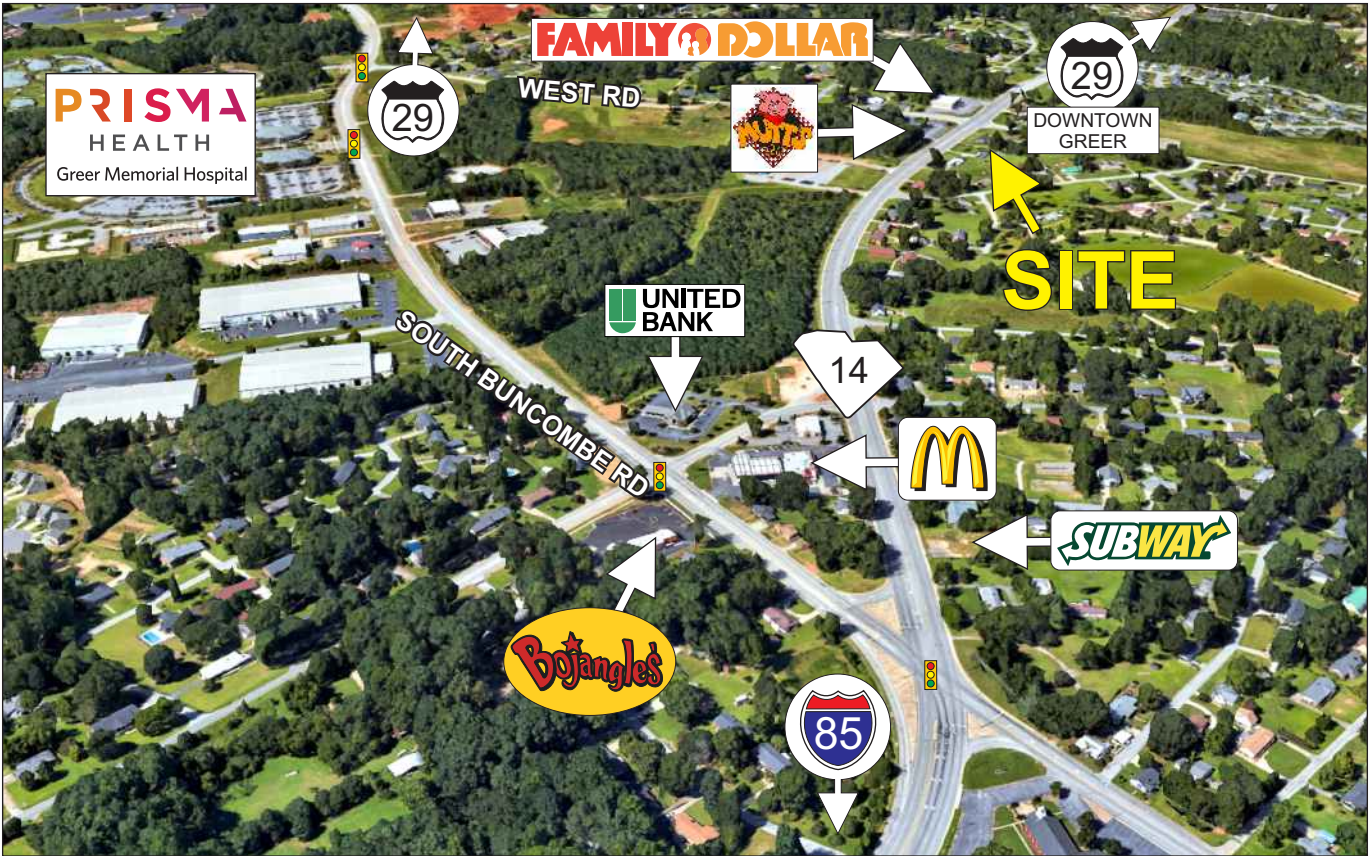 FAMILY DOLLAR
29
WEST RD
29
DOWNTOWN
GREER
PRISMA
HEALTH
Greer Memorial Hospital
SITE
UNITED
BANK
SOUTH BUNCOMBE RD
14
SUBWAY
Bojangles'
85